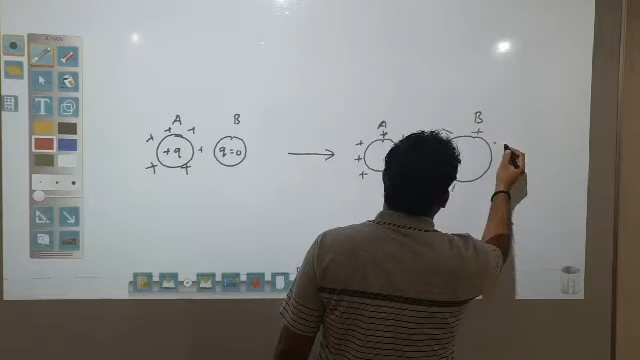 A B
+ + + + + +
+q q=0
→
A B
+ + + + +
T